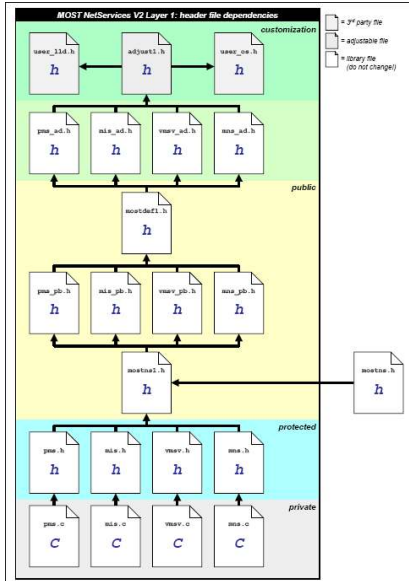 MOST NetServices V2 Layer 1: header file dependencies
customization
user_lld.h
h
adjust1.h
h
user_os.h
h
= 3rd party file
= adjustable file
= library file
(do not change!)
pms_ad.h
h
mis_ad.h
h
vmsv_ad.h
h
mns_ad.h
h
public
mostdef1.h
h
pms_pb.h
h
mis_pb.h
h
vmsv_pb.h
h
mns_pb.h
h
mostns1.h
h
mostns.h
h
protected
pms.h
h
mis.h
h
vmsv.h
h
mns.h
h
private
pms.c
C
mis.c
C
vmsv.c
C
mns.c
C